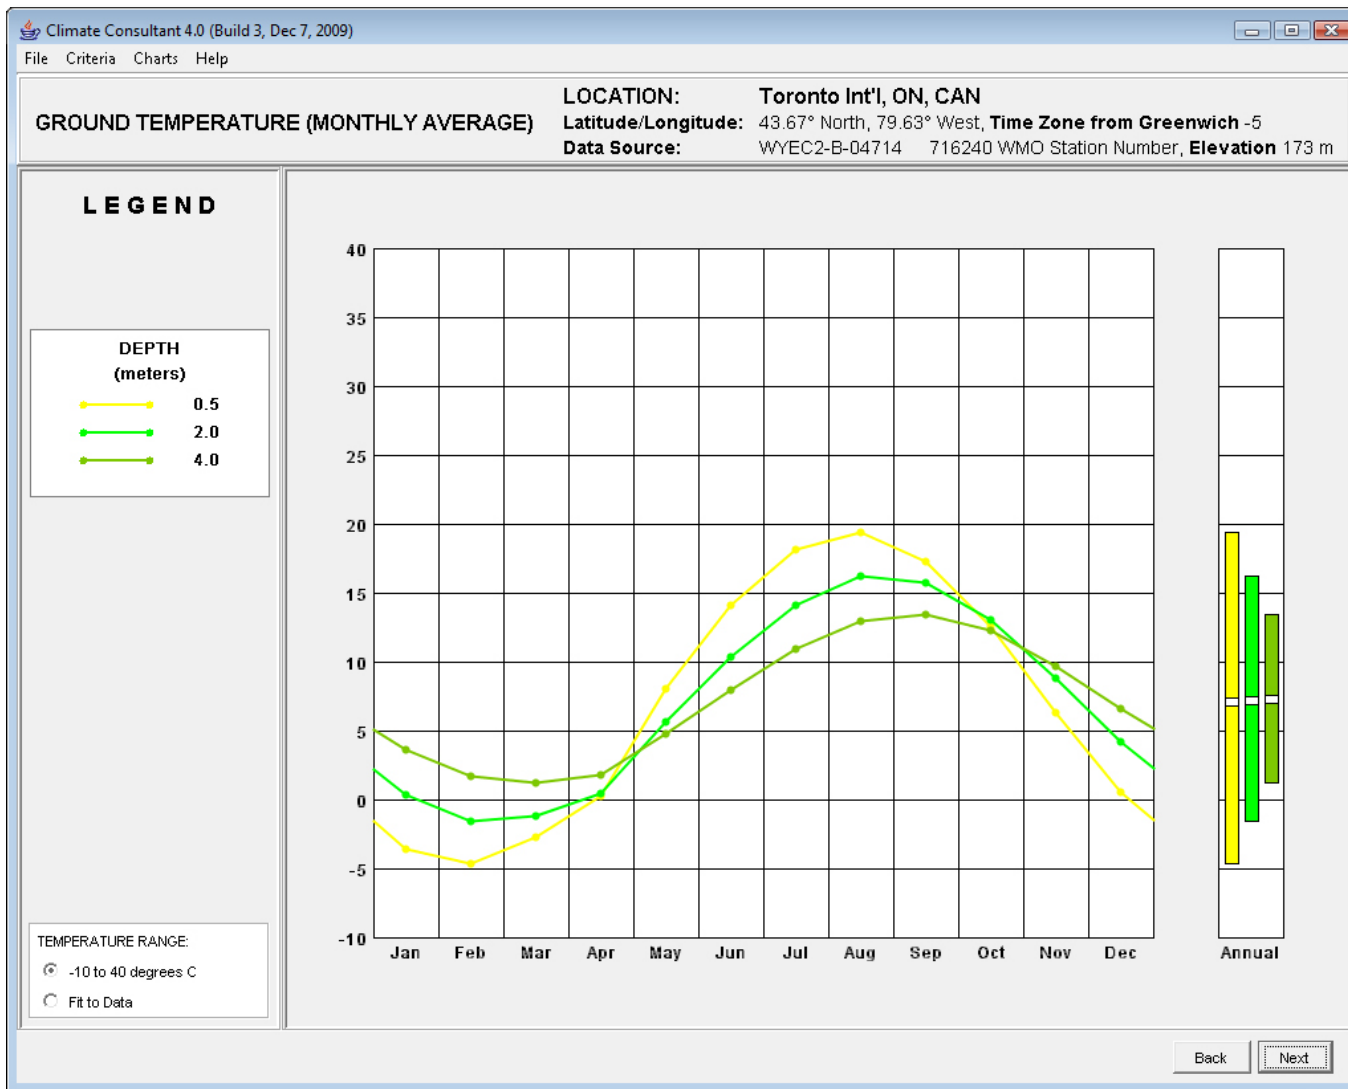 Climate Consultant 4.0 (Build 3, Dec 7, 2009)
File Criteria Charts Help
GROUND TEMPERATURE (MONTHLY AVERAGE)
LOCATION: Toronto Int'l, ON, CAN
Latitude/Longitude: 43.67° North, 79.63° West, Time Zone from Greenwich -5
Data Source: WYEC2-B-04714 716240 WMO Station Number, Elevation 173 m
LEGEND
DEPTH
(meters)
0.5
2.0
4.0
TEMPERATURE RANGE:
-10 to 40 degrees C
Fit to Data
40
35
30
25
20
15
10
5
0
-5
-10
Jan Feb Mar Apr May Jun Jul Aug Sep Oct Nov Dec Annual
Back Next